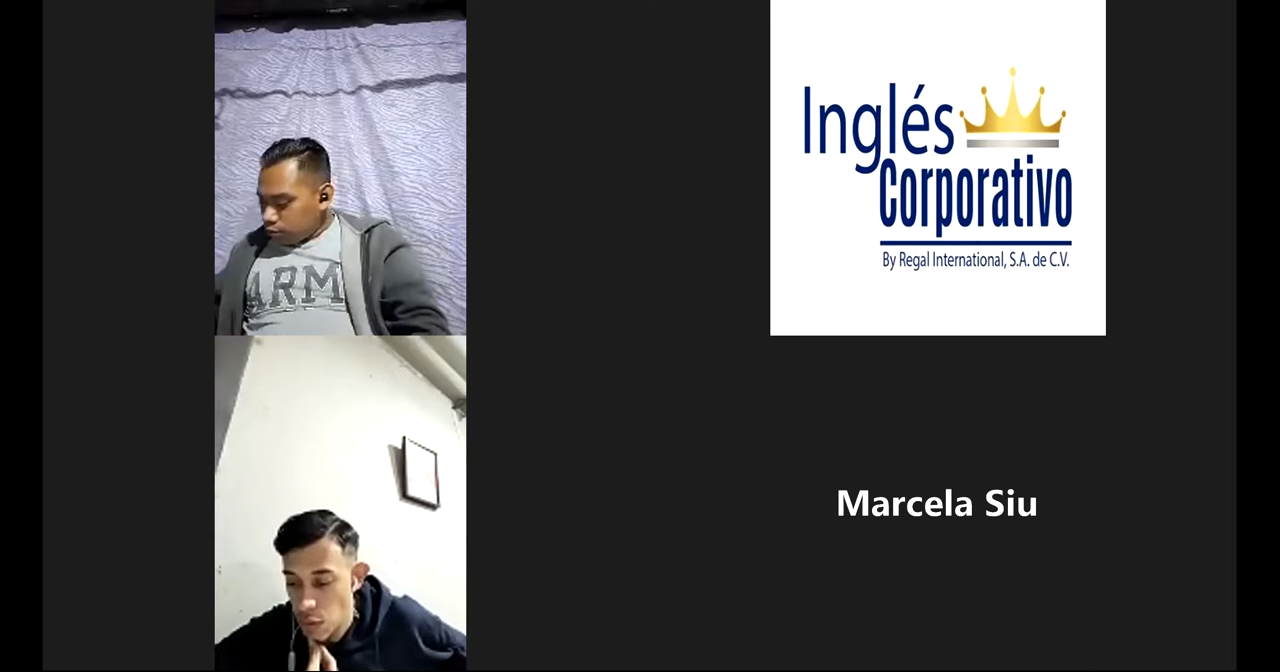 Inglés
Corporativo
By Regal International, S.A. de C.V.
ARM
Marcela Siu